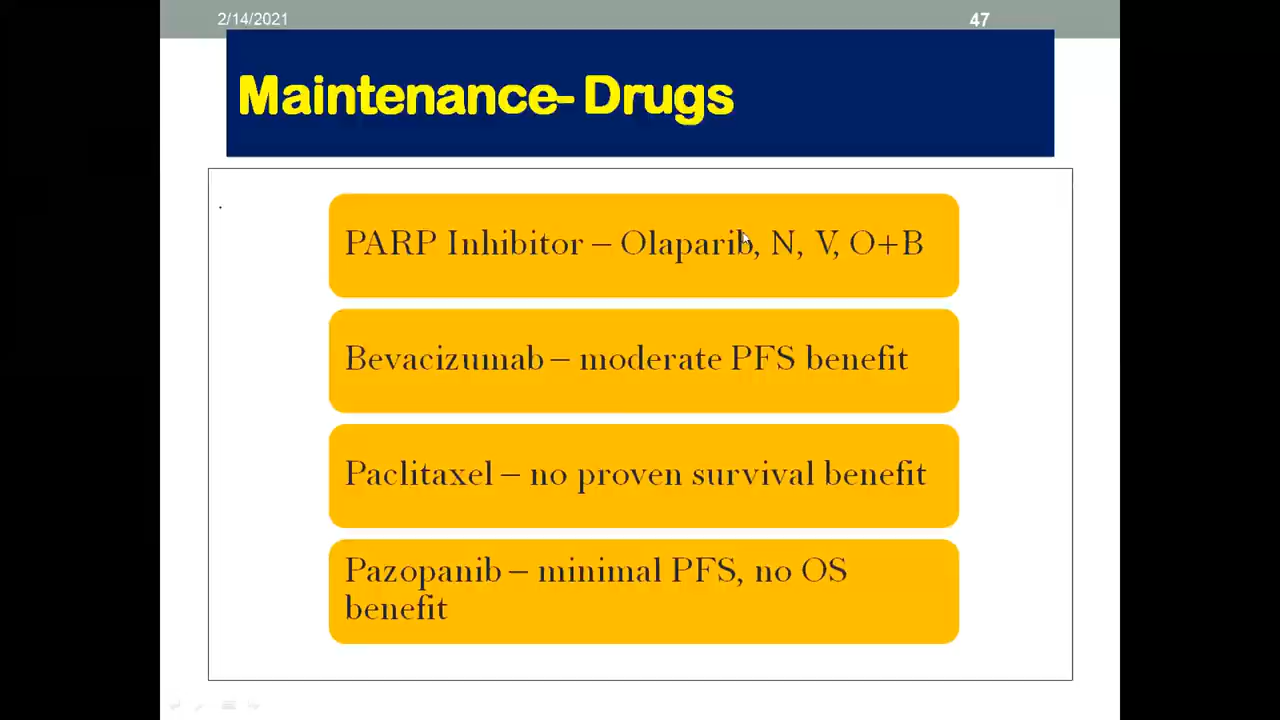 2/14/2021
47
Maintenance- Drugs
PARP Inhibitor – Olaparib, N, V, O+B
Bevacizumab – moderate PFS benefit
Paclitaxel – no proven survival benefit
Pazopanib – minimal PFS, no OS
benefit